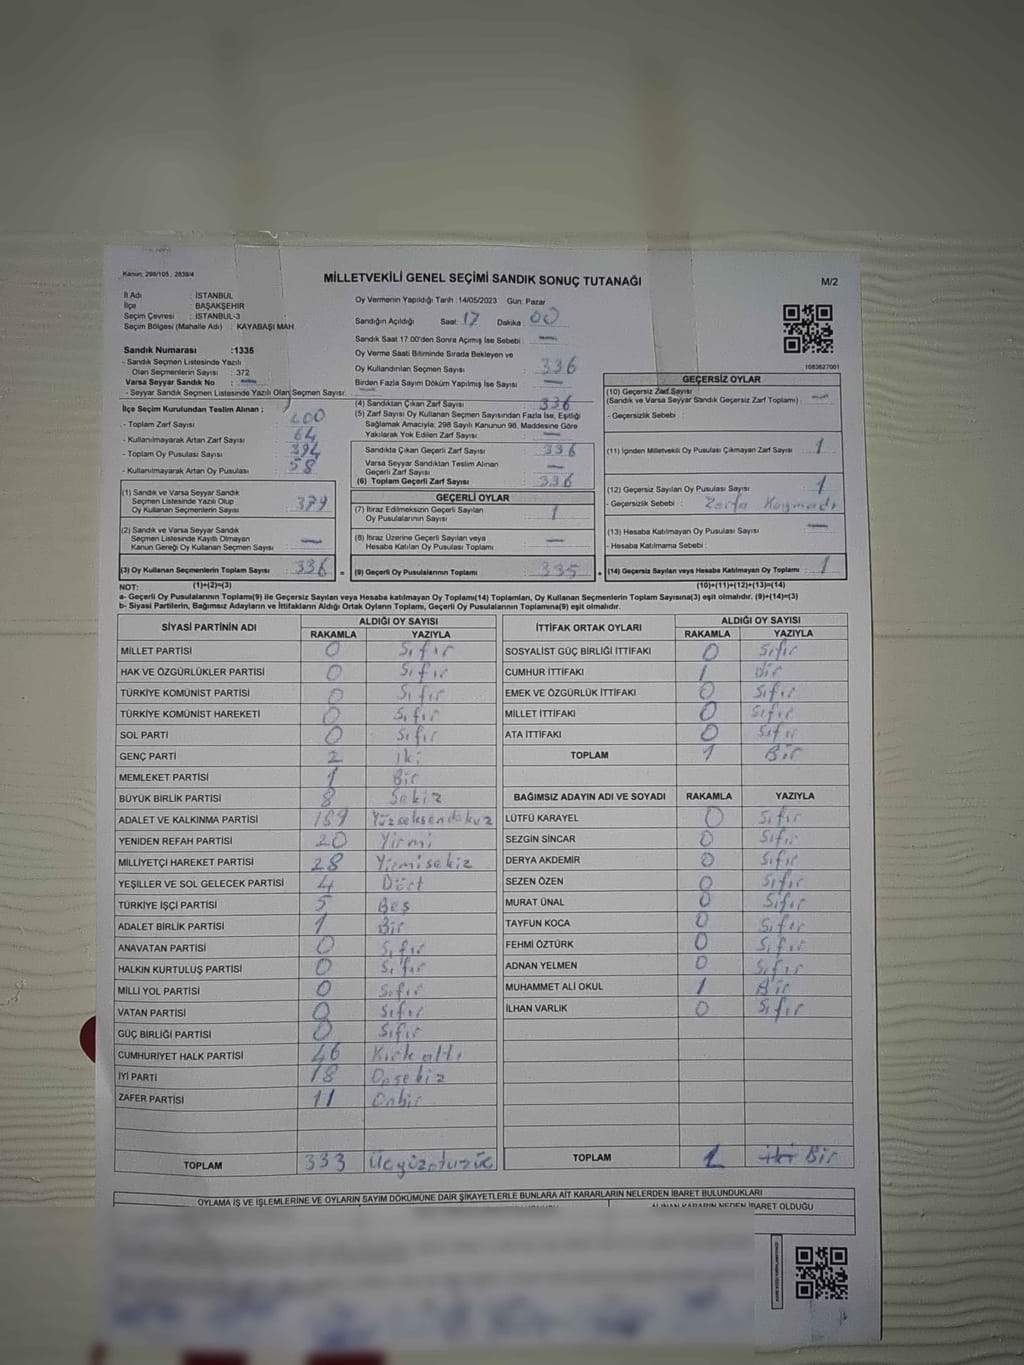 Kanun, 298/105, 2839/4
MİLLETVEKİLİ GENEL SEÇİMİ SANDIK SONUÇ TUTANAĞI
M/2
İl Adı : İSTANBUL
İlçe : BAŞAKŞEHİR
Seçim Çevresi : İSTANBUL-3
Seçim Bölgesi (Mahalle Adı) : KAYABAŞI MAH.
Sandık Numarası :1335
- Sandık Seçmen Listesinde Yazılı
Olan Seçmenlerin Sayısı : 372
Varsa Seyyar Sandık No : —
- Seyyar Sandık Seçmen Listesinde Yazılı Olan Seçmen Sayısı: —
İlçe Seçim Kurulundan Teslim Alınan ;
- Toplam Zarf Sayısı : 400
- Kullanılmayarak Artan Zarf Sayısı : 64
- Toplam Oy Pusulası Sayısı : 394
- Kullanılmayarak Artan Oy Pusulası : 58
(1) Sandık ve Varsa Seyyar Sandık
Seçmen Listesinde Yazılı Olup
Oy Kullanan Seçmenlerin Sayısı : 379
(2) Sandık ve Varsa Seyyar Sandık
Seçmen Listesinde Kayıtlı Olmayan
Kanun Gereği Oy Kullanan Seçmen Sayısı : —
(3) Oy Kullanan Seçmenlerin Toplam Sayısı : 336
(1)+(2)=(3)
Oy Vermenin Yapıldığı Tarih :14/05/2023 Gün: Pazar
Sandığın Açıldığı Saat: 17 Dakika : 00
Sandık Saat 17.00'den Sonra Açılmış İse Sebebi : —
Oy Verme Saati Bitiminde Sırada Bekleyen ve
Oy Kullandırılan Seçmen Sayısı : 336
Birden Fazla Sayım Döküm Yapılmış İse Sayısı : —
(4) Sandıktan Çıkan Zarf Sayısı : 336
(5) Zarf Sayısı Oy Kullanan Seçmen Sayısından Fazla İse, Eşitliği
Sağlamak Amacıyla; 298 Sayılı Kanunun 98. Maddesine Göre
Yakılarak Yok Edilen Zarf Sayısı : —
Sandıkta Çıkan Geçerli Zarf Sayısı : 336
Varsa Seyyar Sandıktan Teslim Alınan
Geçerli Zarf Sayısı : —
(6) Toplam Geçerli Zarf Sayısı : 336
GEÇERLİ OYLAR
(7) İtiraz Edilmeksizin Geçerli Sayılan
Oy Pusulalarının Sayısı : 1
(8) İtiraz Üzerine Geçerli Sayılan veya
Hesaba Katılan Oy Pusulası Toplamı : —
= (9) Geçerli Oy Pusulalarının Toplamı : 335
1083827001
GEÇERSİZ OYLAR
(10) Geçersiz Zarf Sayısı
(Sandık ve Varsa Seyyar Sandık Geçersiz Zarf Toplamı) : —
- Geçersizlik Sebebi :
(11) İçinden Milletvekili Oy Pusulası Çıkmayan Zarf Sayısı : 1
(12) Geçersiz Sayılan Oy Pusulası Sayısı : 1
- Geçersizlik Sebebi : Zarfa Koymadı
(13) Hesaba Katılmayan Oy Pusulası Sayısı : —
- Hesaba Katılmama Sebebi :
+ (14) Geçersiz Sayılan veya Hesaba Katılmayan Oy Toplamı : 1
(10)+(11)+(12)+(13)=(14)
NOT:
a- Geçerli Oy Pusulalarının Toplamı(9) ile Geçersiz Sayılan veya Hesaba katılmayan Oy Toplamı(14) Toplamları, Oy Kullanan Seçmenlerin Toplam Sayısına(3) eşit olmalıdır. (9)+(14)=(3)
b- Siyasi Partilerin, Bağımsız Adayların ve İttifakların Aldığı Ortak Oyların Toplamı, Geçerli Oy Pusulalarının Toplamına(9) eşit olmalıdır.
SİYASİ PARTİNİN ADI ALDIĞI OY SAYISI
RAKAMLA YAZIYLA
MİLLET PARTİSİ 0 Sıfır
HAK VE ÖZGÜRLÜKLER PARTİSİ 0 Sıfır
TÜRKİYE KOMÜNİST PARTİSİ 0 Sıfır
TÜRKİYE KOMÜNİST HAREKETİ 0 Sıfır
SOL PARTİ 0 Sıfır
GENÇ PARTİ 2 iki
MEMLEKET PARTİSİ 1 Bir
BÜYÜK BİRLİK PARTİSİ 8 Sekiz
ADALET VE KALKINMA PARTİSİ 189 Yüzseksendokuz
YENİDEN REFAH PARTİSİ 20 Yirmi
MİLLİYETÇİ HAREKET PARTİSİ 28 Yirmisekiz
YEŞİLLER VE SOL GELECEK PARTİSİ 4 Dört
TÜRKİYE İŞÇİ PARTİSİ 5 Beş
ADALET BİRLİK PARTİSİ 1 Bir
ANAVATAN PARTİSİ 0 Sıfır
HALKIN KURTULUŞ PARTİSİ 0 Sıfır
MİLLİ YOL PARTİSİ 0 Sıfır
VATAN PARTİSİ 0 Sıfır
GÜÇ BİRLİĞİ PARTİSİ 0 Sıfır
CUMHURİYET HALK PARTİSİ 46 Kırkaltı
İYİ PARTİ 18 Onsekiz
ZAFER PARTİSİ 11 Onbir
TOPLAM 333 Üçyüzotuzüç
İTTİFAK ORTAK OYLARI ALDIĞI OY SAYISI
RAKAMLA YAZIYLA
SOSYALİST GÜÇ BİRLİĞİ İTTİFAKI 0 Sıfır
CUMHUR İTTİFAKI 1 Bir
EMEK VE ÖZGÜRLÜK İTTİFAKI 0 Sıfır
MİLLET İTTİFAKI 0 Sıfır
ATA İTTİFAKI 0 Sıfır
TOPLAM 1 Bir
BAĞIMSIZ ADAYIN ADI VE SOYADI RAKAMLA YAZIYLA
LÜTFÜ KARAYEL 0 Sıfır
SEZGİN SİNCAR 0 Sıfır
DERYA AKDEMİR 0 Sıfır
SEZEN ÖZEN 0 Sıfır
MURAT ÜNAL 0 Sıfır
TAYFUN KOCA 0 Sıfır
FEHMİ ÖZTÜRK 0 Sıfır
ADNAN YELMEN 0 Sıfır
MUHAMMET ALİ OKUL 1 Bir
İLHAN VARLIK 0 Sıfır
TOPLAM 1 iki Bir
OYLAMA İŞ VE İŞLEMLERİNE VE OYLARIN SAYIM DÖKÜMÜNE DAİR ŞİKAYETLERLE BUNLARA AİT KARARLARIN NELERDEN İBARET BULUNDUKLARI
ALINAN KARARIN NEDEN İBARET OLDUĞU